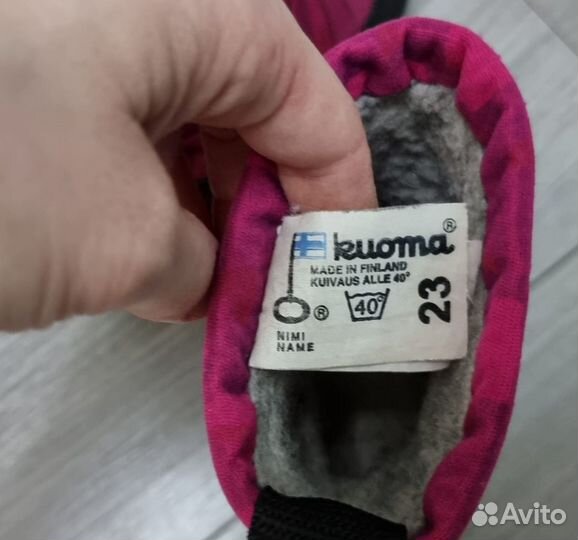 kuoma®
MADE IN FINLAND
KUIVAUS ALLE 40°
®
40°
23
NIMI
NAME
Avito